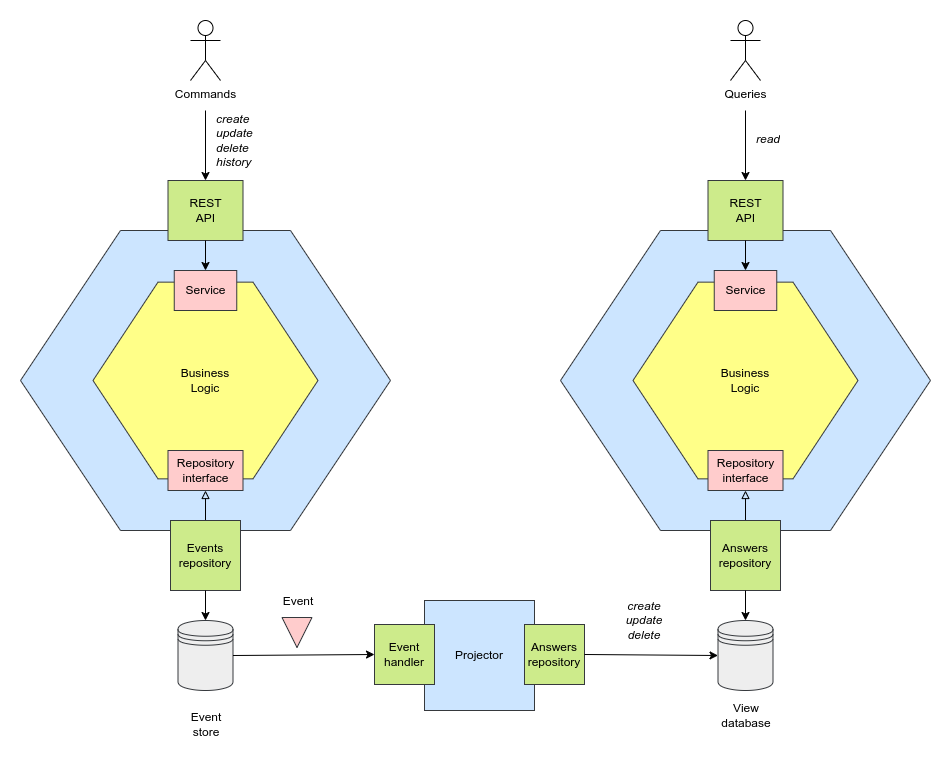 Commands
create
update
delete
history
REST
API
Service
Business
Logic
Repository
interface
Events
repository
Event
store
Event
Event
handler
Projector
Answers
repository
create
update
delete
Queries
read
REST
API
Service
Business
Logic
Repository
interface
Answers
repository
View
database